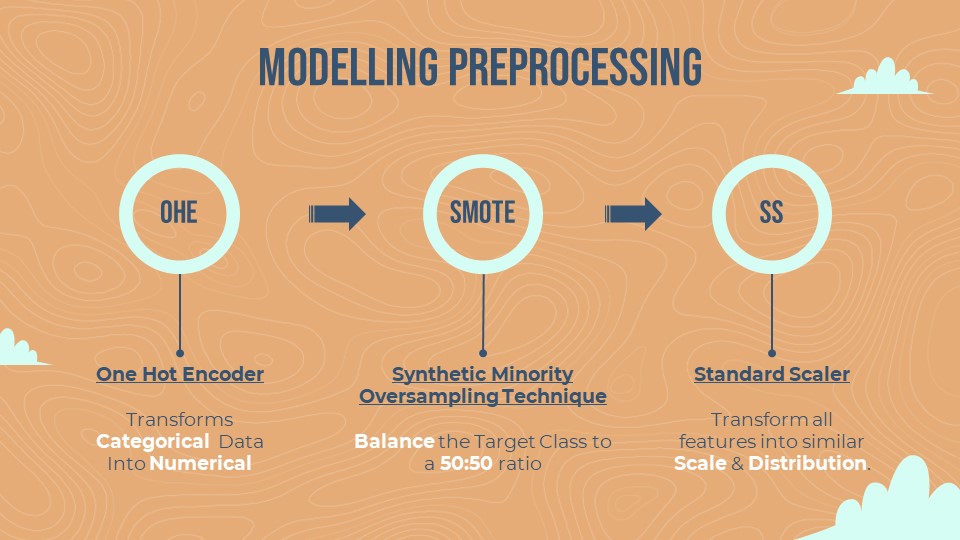 MODELLING PREPROCESSING
OHE
SMOTE
SS
One Hot Encoder
Transforms
Categorical Data
Into Numerical
Synthetic Minority
Oversampling Technique
Balance the Target Class to
a 50:50 ratio
Standard Scaler
Transform all
features into similar
Scale & Distribution.